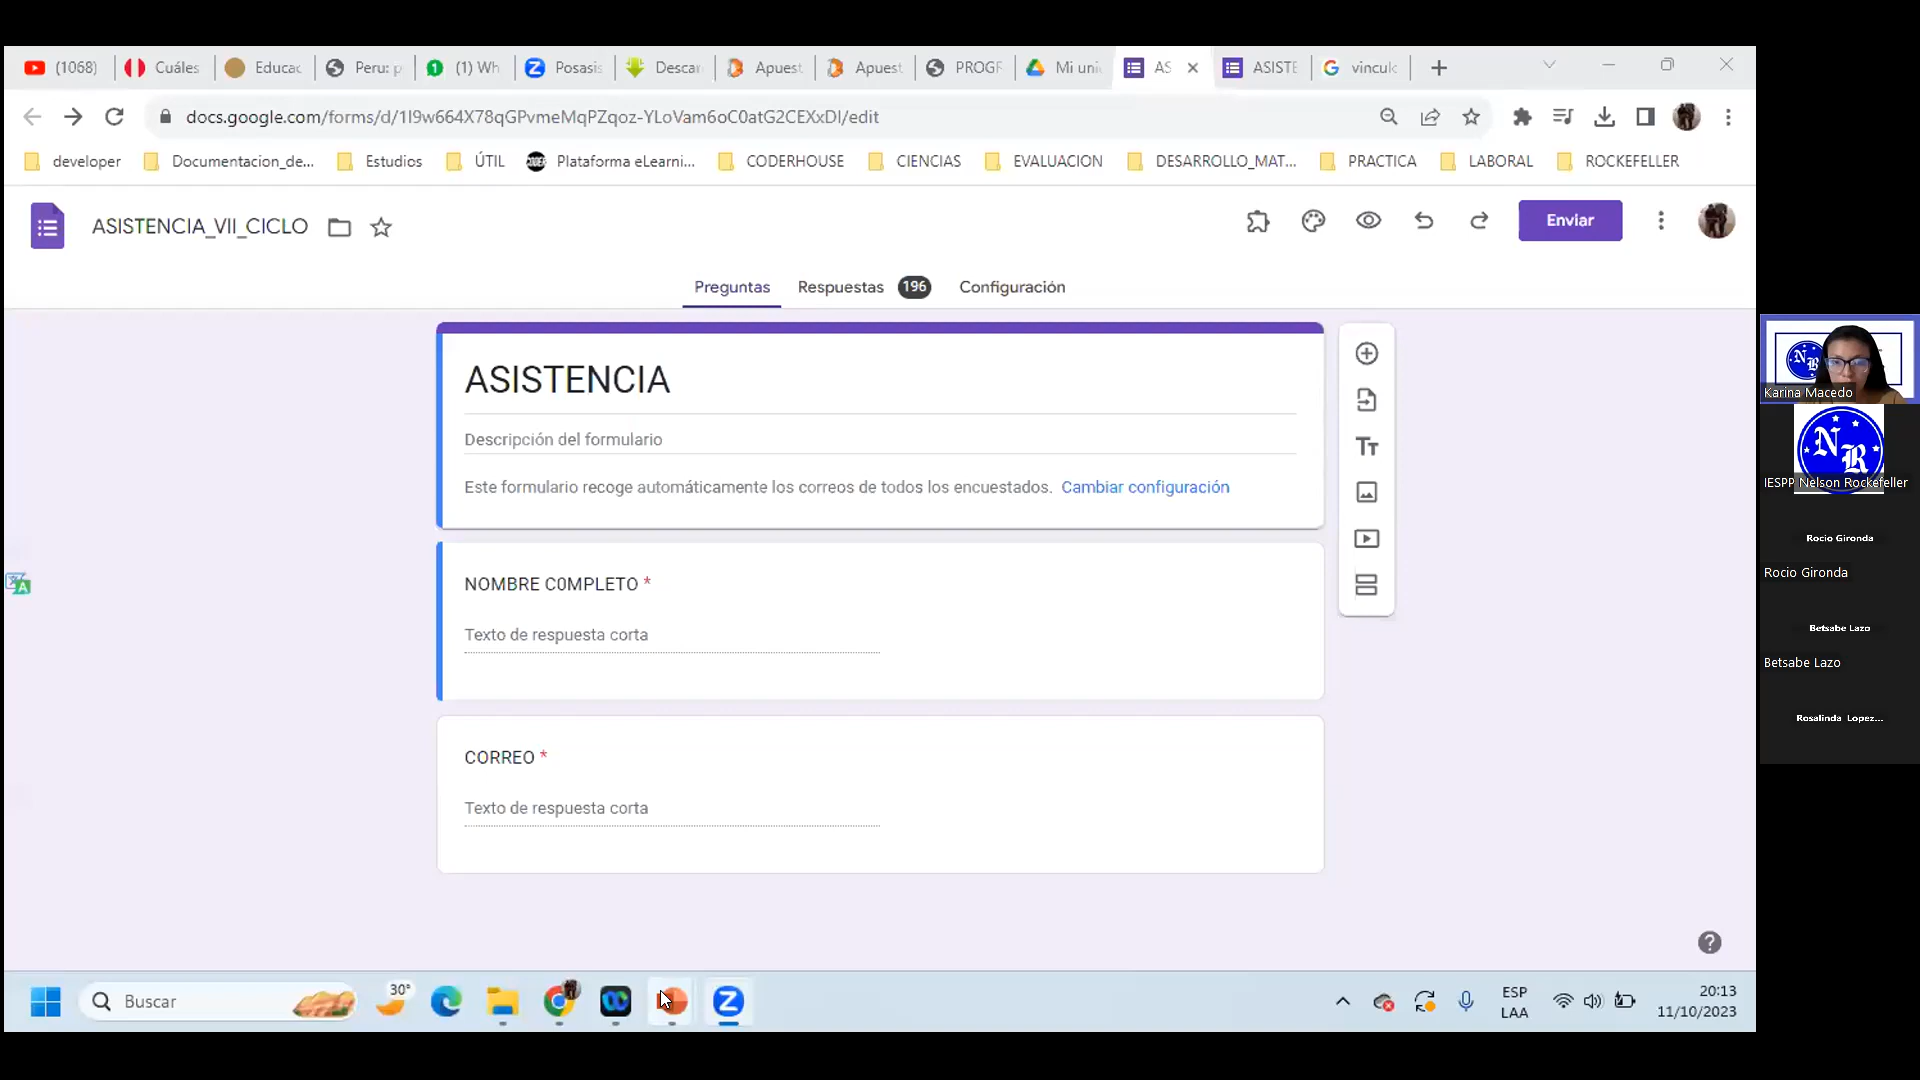 (1068)
Cuáles
Educac
Peru: p
(1) Wh
Posasis
Descar
Apuest
Apuest
PROGR
Mi uni
AS
ASISTE
vincula
docs.google.com/forms/d/1I9w664X78qGPvmeMqPZqoz-YLoVam6oC0atG2CEXxDI/edit
developer
Documentacion_de...
Estudios
ÚTIL
Plataforma eLearni...
CODERHOUSE
CIENCIAS
EVALUACION
DESARROLLO_MAT...
PRACTICA
LABORAL
ROCKEFELLER
ASISTENCIA_VII_CICLO
Enviar
Preguntas
Respuestas 196
Configuración
ASISTENCIA
Descripción del formulario
Este formulario recoge automáticamente los correos de todos los encuestados. Cambiar configuración
NOMBRE C0MPLETO *
Texto de respuesta corta
CORREO *
Texto de respuesta corta
Karina Macedo
NR
IESPP Nelson Rockefeller
Rocio Gironda
Rocio Gironda
Betsabe Lazo
Betsabe Lazo
Rosalinda Lopez...
Buscar
30°
ESP
LAA
20:13
11/10/2023